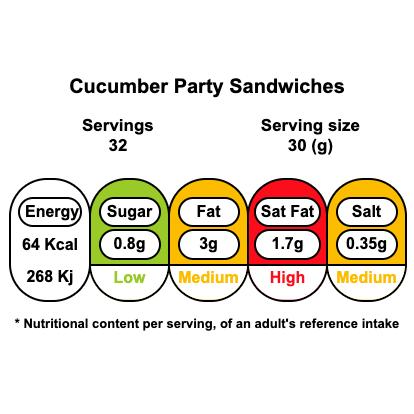 Cucumber Party Sandwiches
Servings
32
Serving size
30 (g)
Energy Sugar Fat Sat Fat Salt
64 Kcal 0.8g 3g 1.7g 0.35g
268 Kj Low Medium High Medium
* Nutritional content per serving, of an adult's reference intake